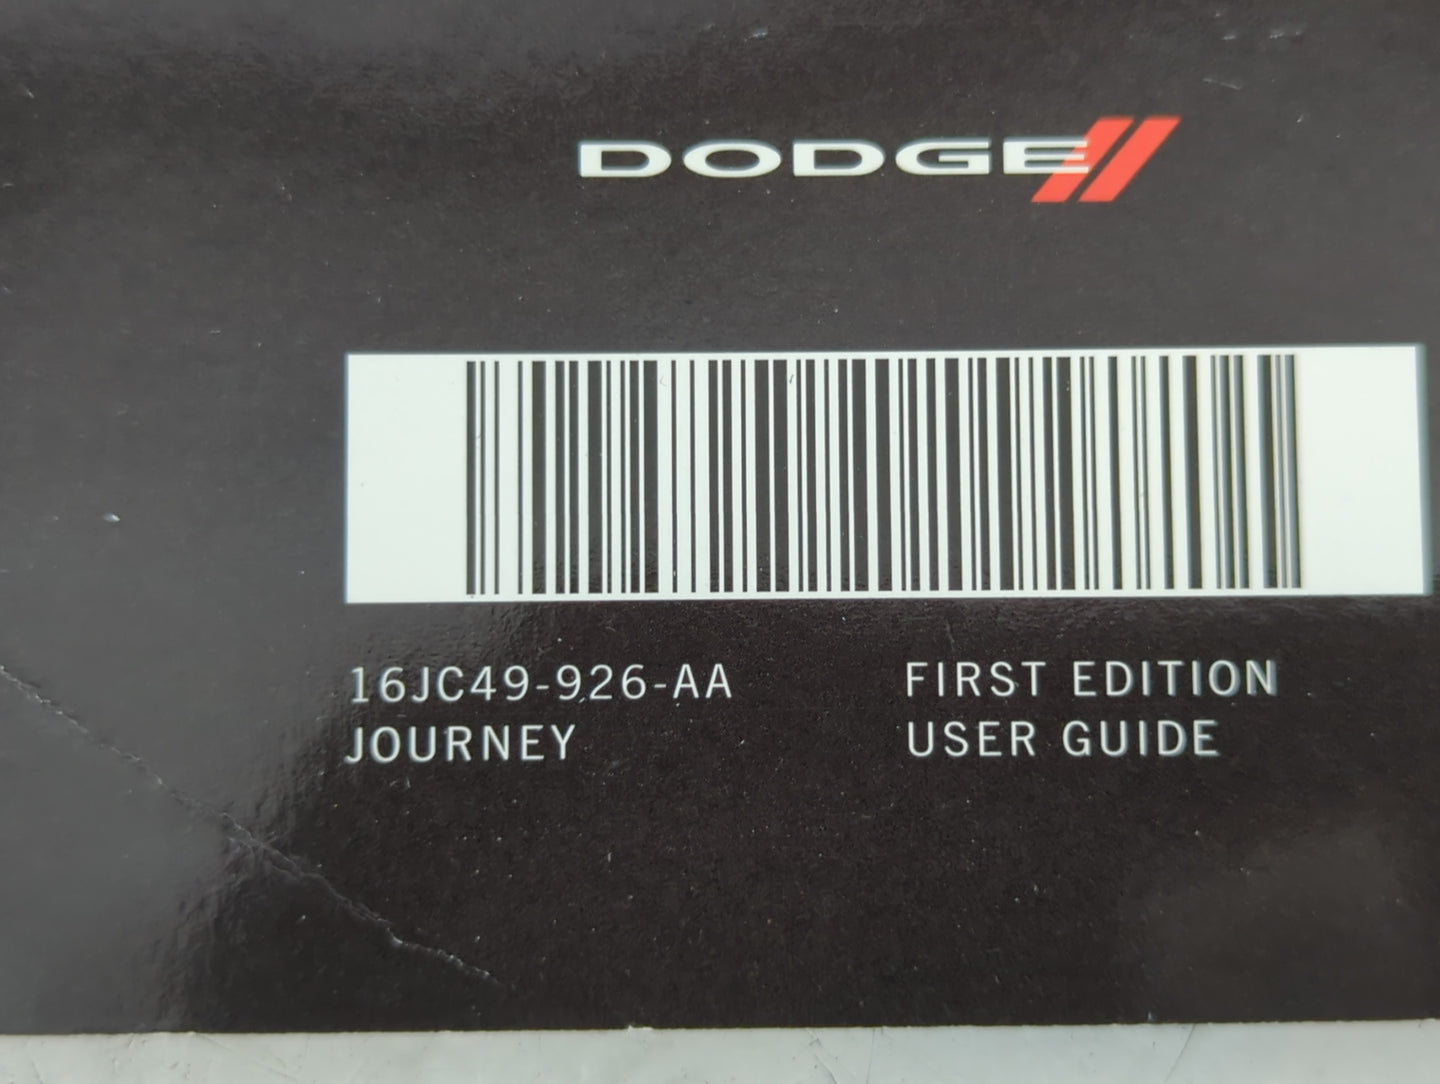 DODGE
16JC49-926-AA
JOURNEY
FIRST EDITION
USER GUIDE